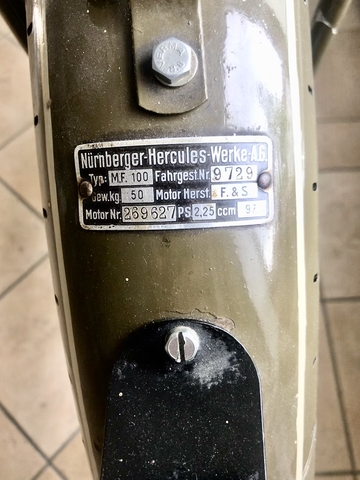 Nürnberger-Hercules-Werke A.G.
Typ: M.F. 100 Fahrgest.Nr. 9729
Gew.kg. 50 Motor Herst. F. & S
Motor Nr. 269627 PS 2,25 ccm 97